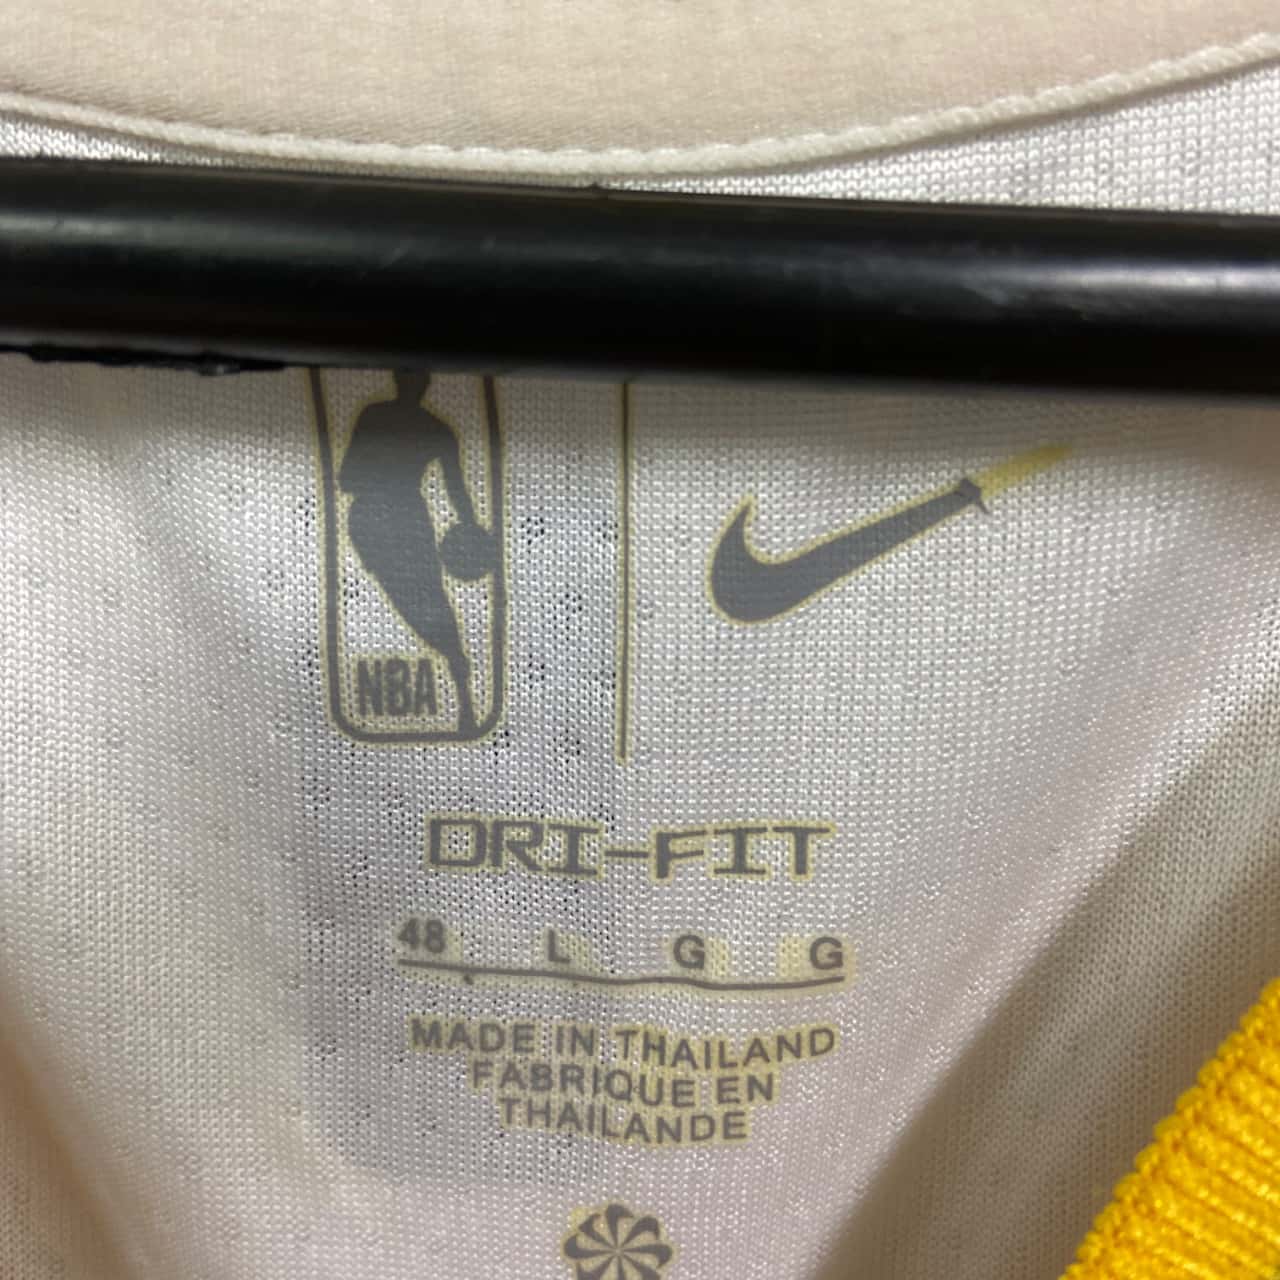 NBA
DRI-FIT
48 L G G
MADE IN THAILAND
FABRIQUE EN
THAILANDE